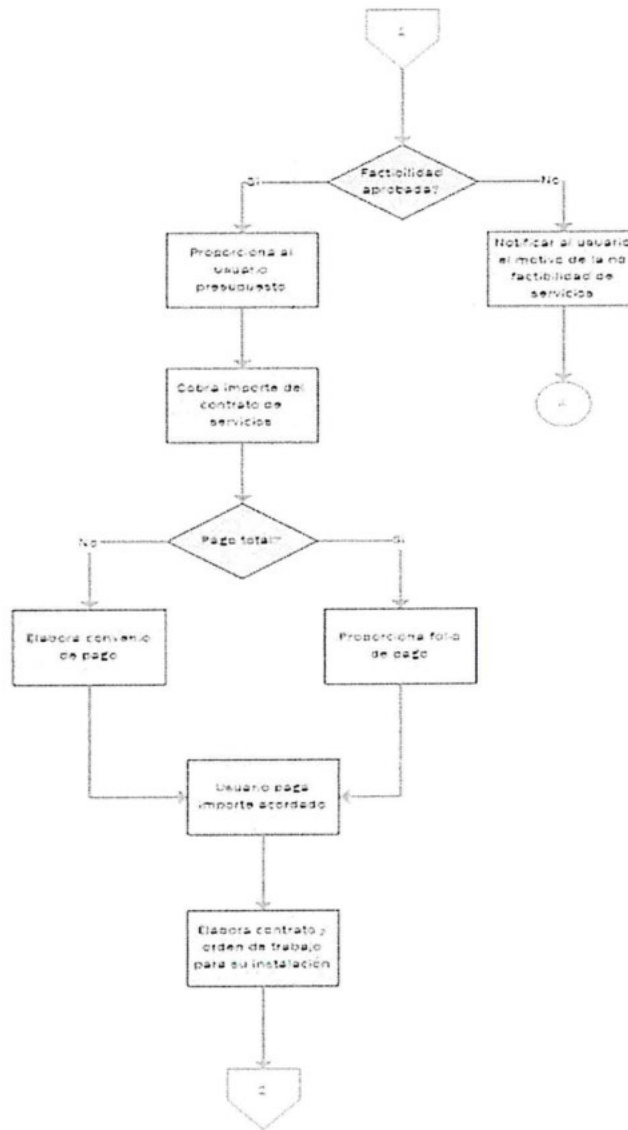 Factibilidad
aprobada?
Si
No
Proporciona al
usuario
presupuesto
Notificar al usuario
el motivo de la no
factibilidad de
servicios
Cobra importe del
contrato de
servicios
Pago total?
No
Si
Elabora convenio
de pago
Proporciona folio
de pago
Usuario paga
importe acordado
Elabora contrato y
orden de trabajo
para su instalación